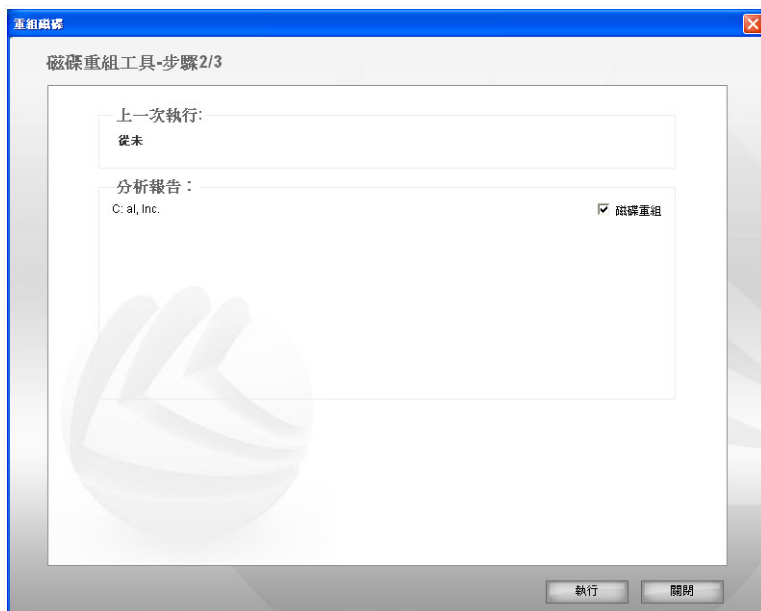 重組磁碟
磁碟重組工具-步驟2/3
上一次執行:
從未
分析報告：
C: al, Inc.
磁碟重組
執行
關閉